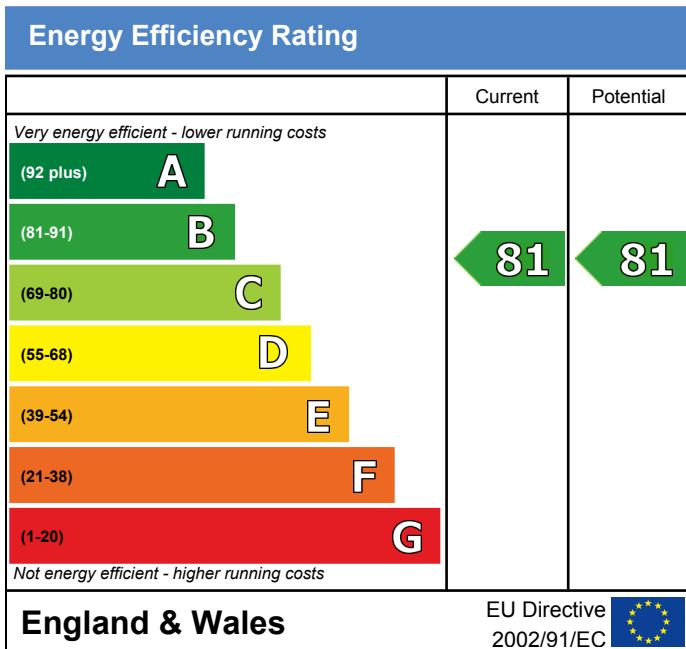 Energy Efficiency Rating
Current Potential
Very energy efficient - lower running costs
(92 plus) A
(81-91) B
81 81
(69-80) C
(55-68) D
(39-54) E
(21-38) F
(1-20) G
Not energy efficient - higher running costs
England & Wales
EU Directive
2002/91/EC